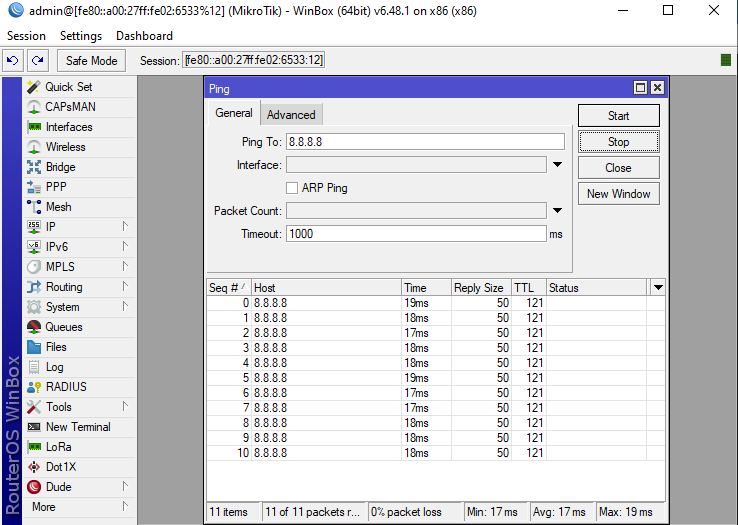 admin@[fe80::a00:27ff:fe02:6533%12] (MikroTik) - WinBox (64bit) v6.48.1 on x86 (x86)
Session Settings Dashboard
Safe Mode Session: [fe80::a00:27ff:fe02:6533:12]
RouterOS WinBox
Quick Set
CAPsMAN
Interfaces
Wireless
Bridge
PPP
Mesh
IP
IPv6
MPLS
Routing
System
Queues
Files
Log
RADIUS
Tools
New Terminal
LoRa
Dot1X
Dude
More
Ping
General Advanced
Ping To: 8.8.8.8
Interface:
ARP Ping
Packet Count:
Timeout: 1000 ms
Start
Stop
Close
New Window
Seq # Host Time Reply Size TTL Status
0 8.8.8.8 19ms 50 121
1 8.8.8.8 18ms 50 121
2 8.8.8.8 17ms 50 121
3 8.8.8.8 18ms 50 121
4 8.8.8.8 18ms 50 121
5 8.8.8.8 19ms 50 121
6 8.8.8.8 17ms 50 121
7 8.8.8.8 17ms 50 121
8 8.8.8.8 18ms 50 121
9 8.8.8.8 18ms 50 121
10 8.8.8.8 18ms 50 121
11 items 11 of 11 packets r... 0% packet loss Min: 17 ms Avg: 17 ms Max: 19 ms